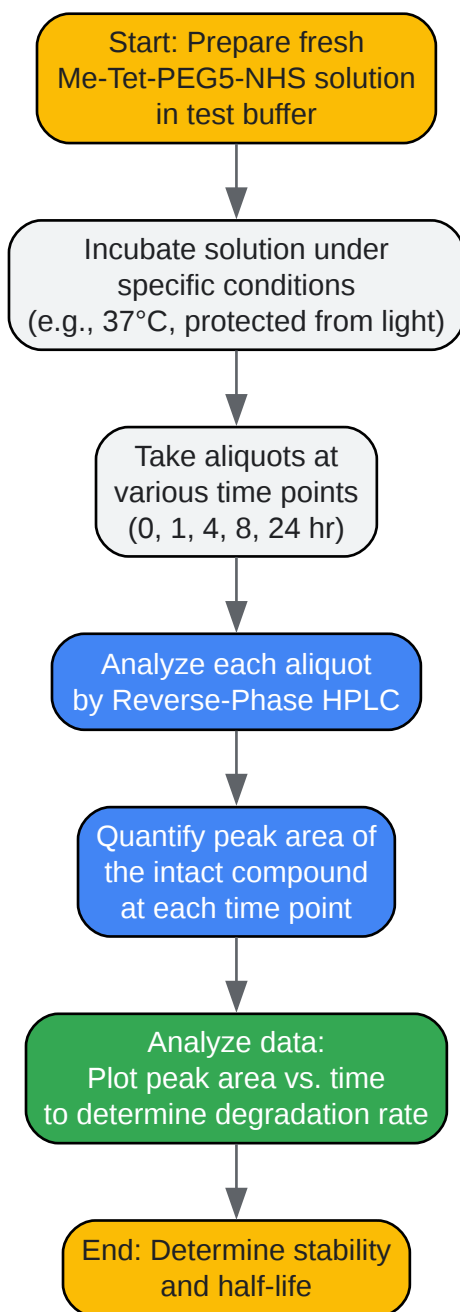 Start: Prepare fresh
Me-Tet-PEG5-NHS solution
in test buffer
Incubate solution under
specific conditions
(e.g., 37°C, protected from light)
Take aliquots at
various time points
(0, 1, 4, 8, 24 hr)
Analyze each aliquot
by Reverse-Phase HPLC
Quantify peak area of
the intact compound
at each time point
Analyze data:
Plot peak area vs. time
to determine degradation rate
End: Determine stability
and half-life